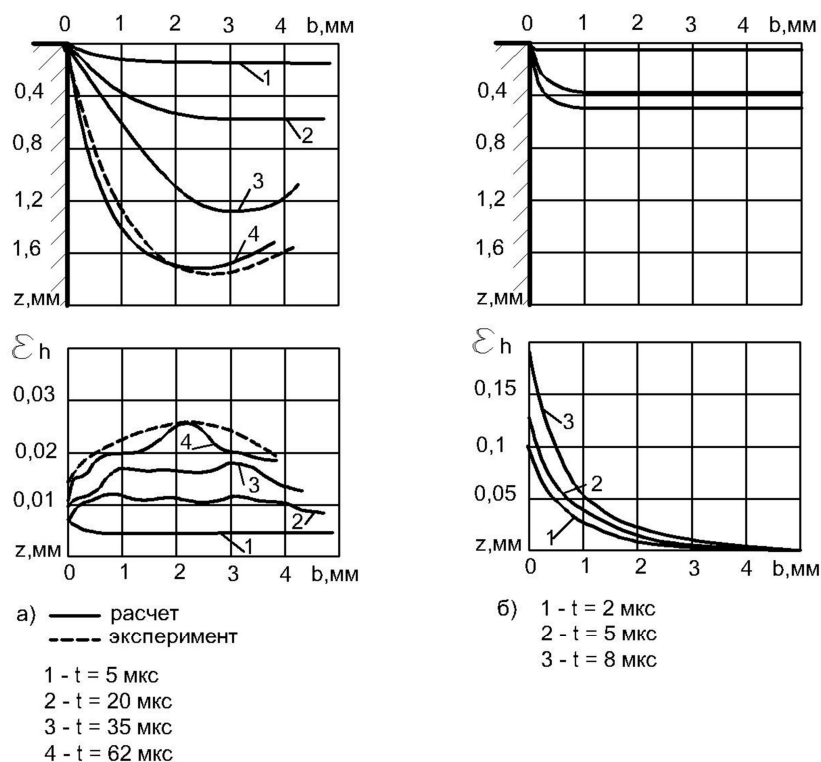 0 1 2 3 4 b,мм
0,4
0,8
1,2
1,6
z,мм
1
2
3
4
εh
0,03
0,02
0,01
z,мм
4
3
2
1
0 1 2 3 4 b,мм
а) расчет
эксперимент
1 - t = 5 мкс
2 - t = 20 мкс
3 - t = 35 мкс
4 - t = 62 мкс
0 1 2 3 4 b,мм
0,4
0,8
1,2
1,6
z,мм
εh
0,15
0,1
0,05
z,мм
3
2
1
0 1 2 3 4 b,мм
б) 1 - t = 2 мкс
2 - t = 5 мкс
3 - t = 8 мкс